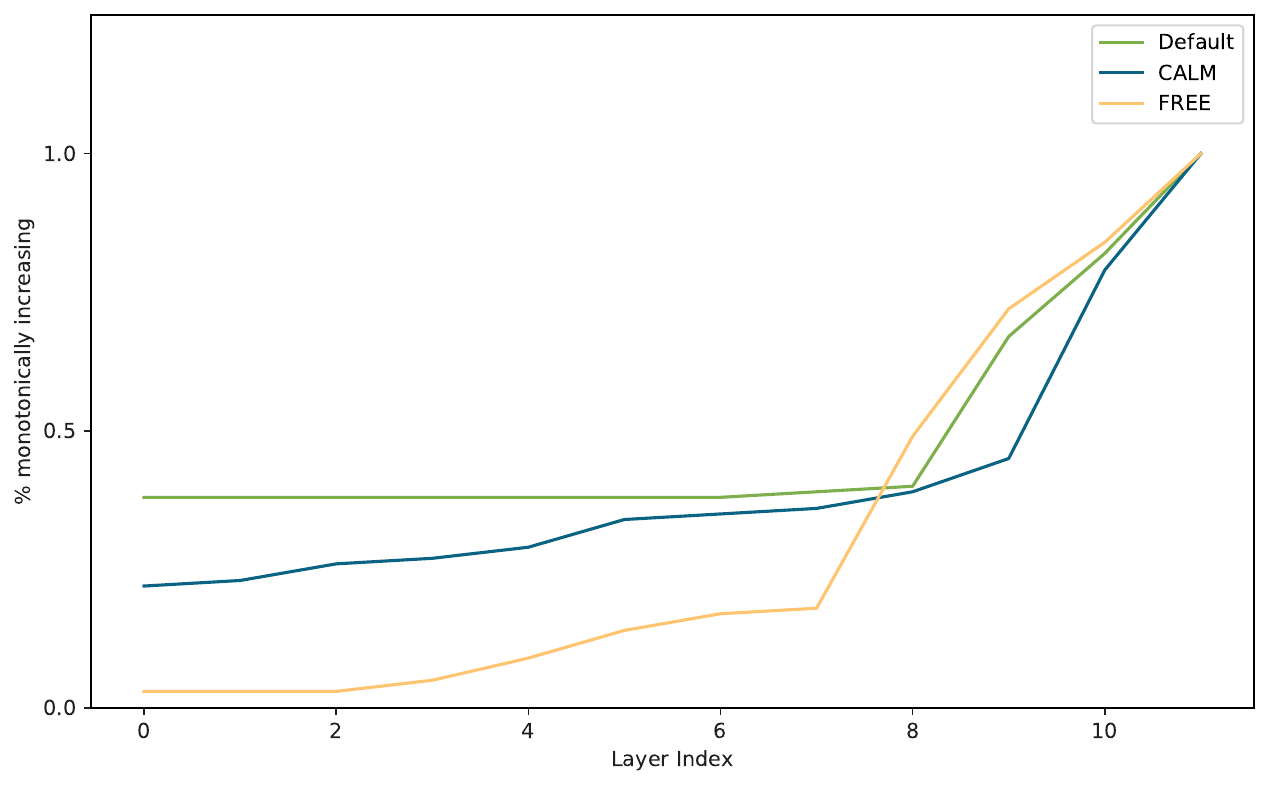 Default
CALM
FREE
1.0
0.5
0.0
% monotonically increasing
0 2 4 6 8 10
Layer Index